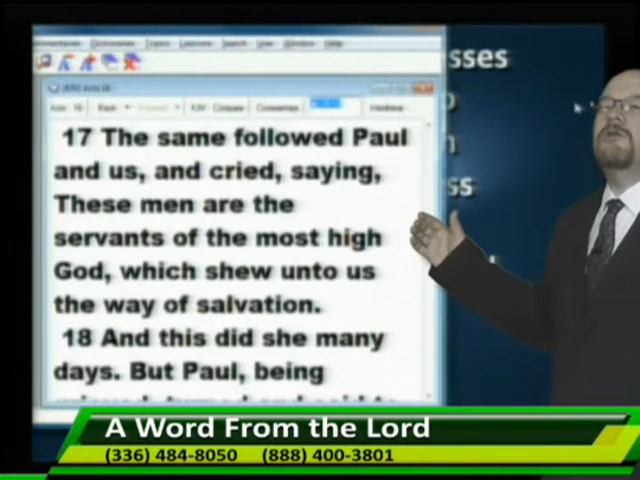 Window Help
sses
17 The same followed Paul
and us, and cried, saying,
These men are the
servants of the most high
God, which shew unto us
the way of salvation.
18 And this did she many
days. But Paul, being
A Word From the Lord
(336) 484-8050 (888) 400-3801